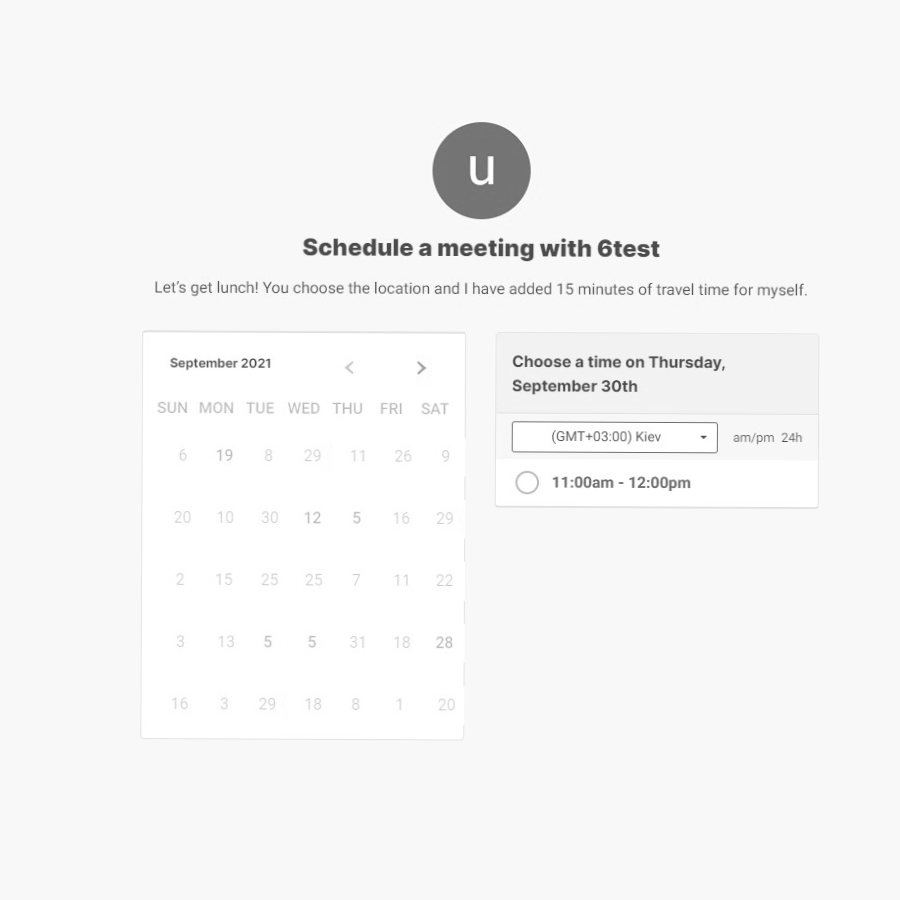 u
Schedule a meeting with 6test
Let's get lunch! You choose the location and I have added 15 minutes of travel time for myself.
September 2021
SUN MON TUE WED THU FRI SAT
6 19 8 29 11 26 9
20 10 30 12 5 16 29
2 15 25 25 7 11 22
3 13 5 5 31 18 28
16 3 29 18 8 1 20
Choose a time on Thursday,
September 30th
(GMT+03:00) Kiev am/pm 24h
11:00am - 12:00pm